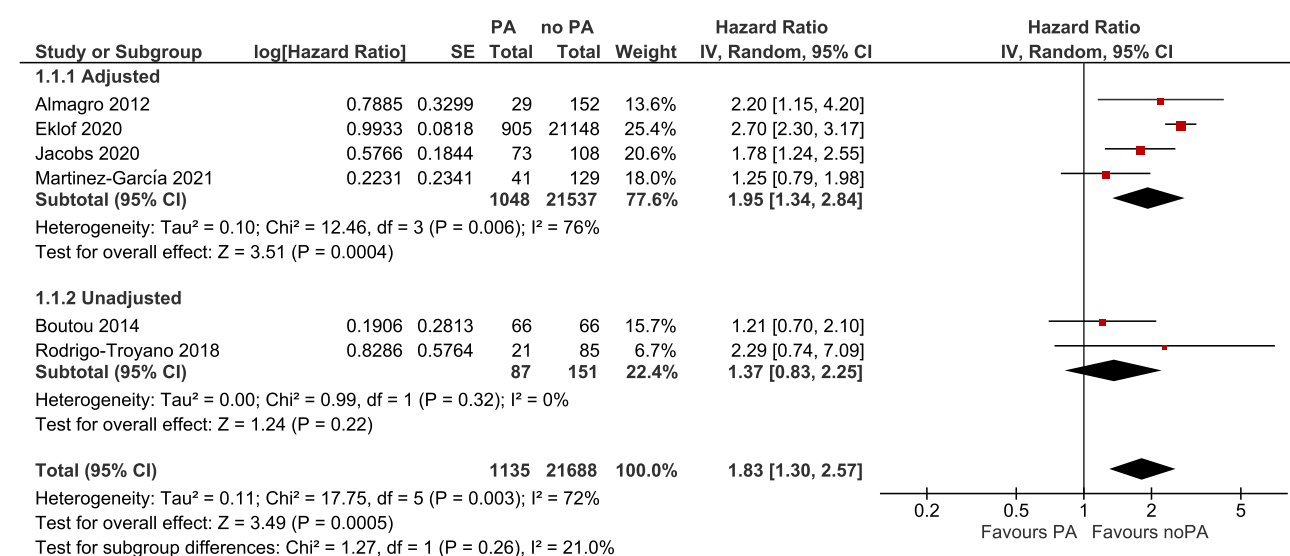 PA no PA Hazard Ratio Hazard Ratio
Study or Subgroup log[Hazard Ratio] SE Total Total Weight IV, Random, 95% CI IV, Random, 95% CI
1.1.1 Adjusted
Almagro 2012 0.7885 0.3299 29 152 13.6% 2.20 [1.15, 4.20]
Eklof 2020 0.9933 0.0818 905 21148 25.4% 2.70 [2.30, 3.17]
Jacobs 2020 0.5766 0.1844 73 108 20.6% 1.78 [1.24, 2.55]
Martinez-García 2021 0.2231 0.2341 41 129 18.0% 1.25 [0.79, 1.98]
Subtotal (95% CI) 1048 21537 77.6% 1.95 [1.34, 2.84]
Heterogeneity: Tau² = 0.10; Chi² = 12.46, df = 3 (P = 0.006); I² = 76%
Test for overall effect: Z = 3.51 (P = 0.0004)
1.1.2 Unadjusted
Boutou 2014 0.1906 0.2813 66 66 15.7% 1.21 [0.70, 2.10]
Rodrigo-Troyano 2018 0.8286 0.5764 21 85 6.7% 2.29 [0.74, 7.09]
Subtotal (95% CI) 87 151 22.4% 1.37 [0.83, 2.25]
Heterogeneity: Tau² = 0.00; Chi² = 0.99, df = 1 (P = 0.32); I² = 0%
Test for overall effect: Z = 1.24 (P = 0.22)
Total (95% CI) 1135 21688 100.0% 1.83 [1.30, 2.57]
Heterogeneity: Tau² = 0.11; Chi² = 17.75, df = 5 (P = 0.003); I² = 72%
Test for overall effect: Z = 3.49 (P = 0.0005)
Test for subgroup differences: Chi² = 1.27, df = 1 (P = 0.26), I² = 21.0%
0.2 0.5 1 2 5
Favours PA Favours noPA